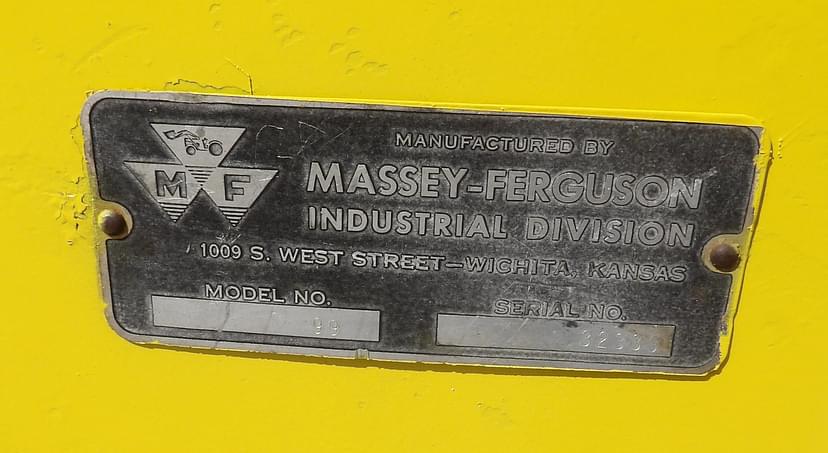 MANUFACTURED BY
M F
MASSEY-FERGUSON
INDUSTRIAL DIVISION
1009 S. WEST STREET—WICHITA, KANSAS
MODEL NO.
SERIAL NO.
99